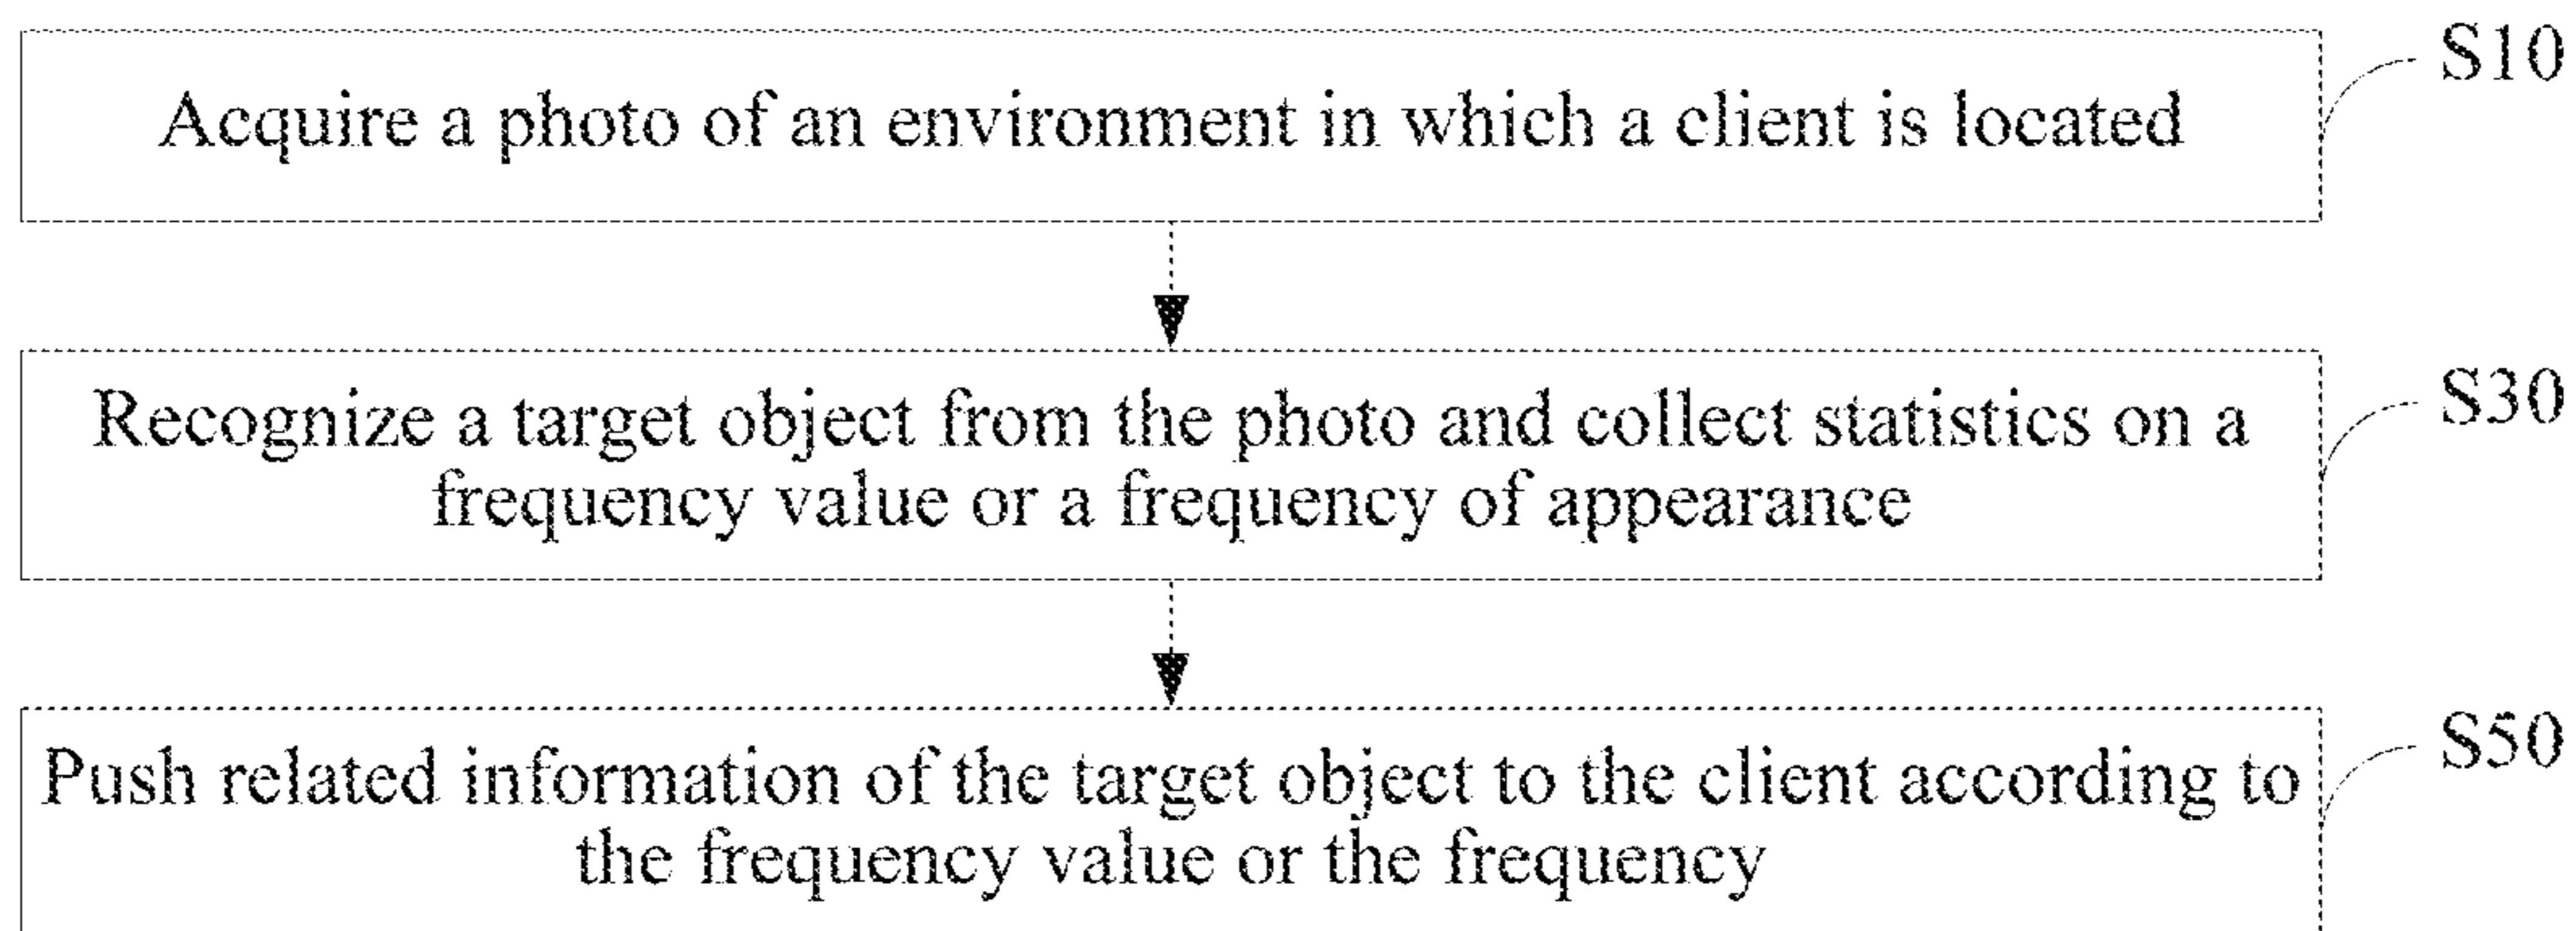 S10
Acquire a photo of an environment in which a client is located
S30
Recognize a target object from the photo and collect statistics on a
frequency value or a frequency of appearance
S50
Push related information of the target object to the client according to
the frequency value or the frequency